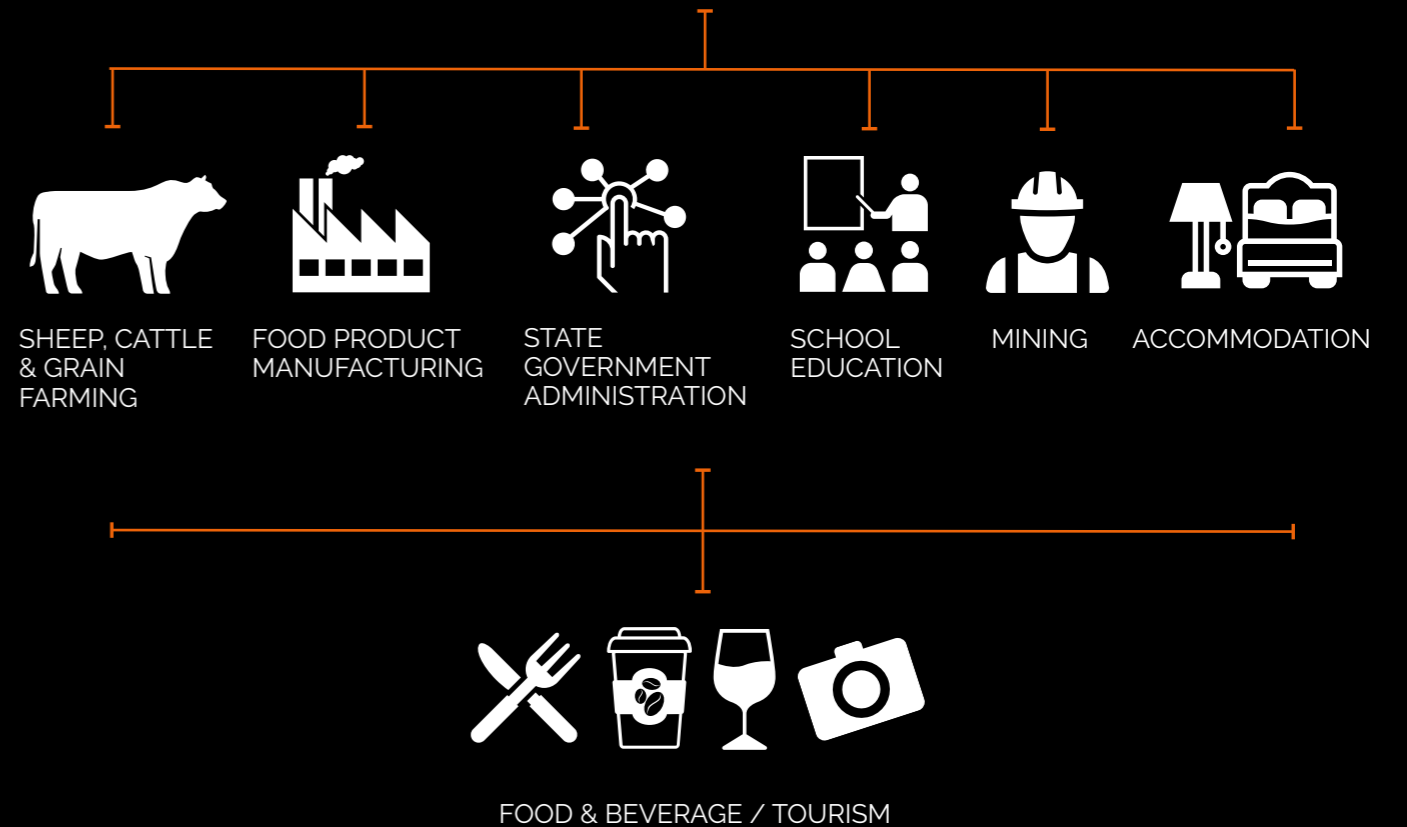 SHEEP, CATTLE
& GRAIN
FARMING
FOOD PRODUCT
MANUFACTURING
STATE
GOVERNMENT
ADMINISTRATION
SCHOOL
EDUCATION
MINING
ACCOMMODATION
FOOD & BEVERAGE / TOURISM